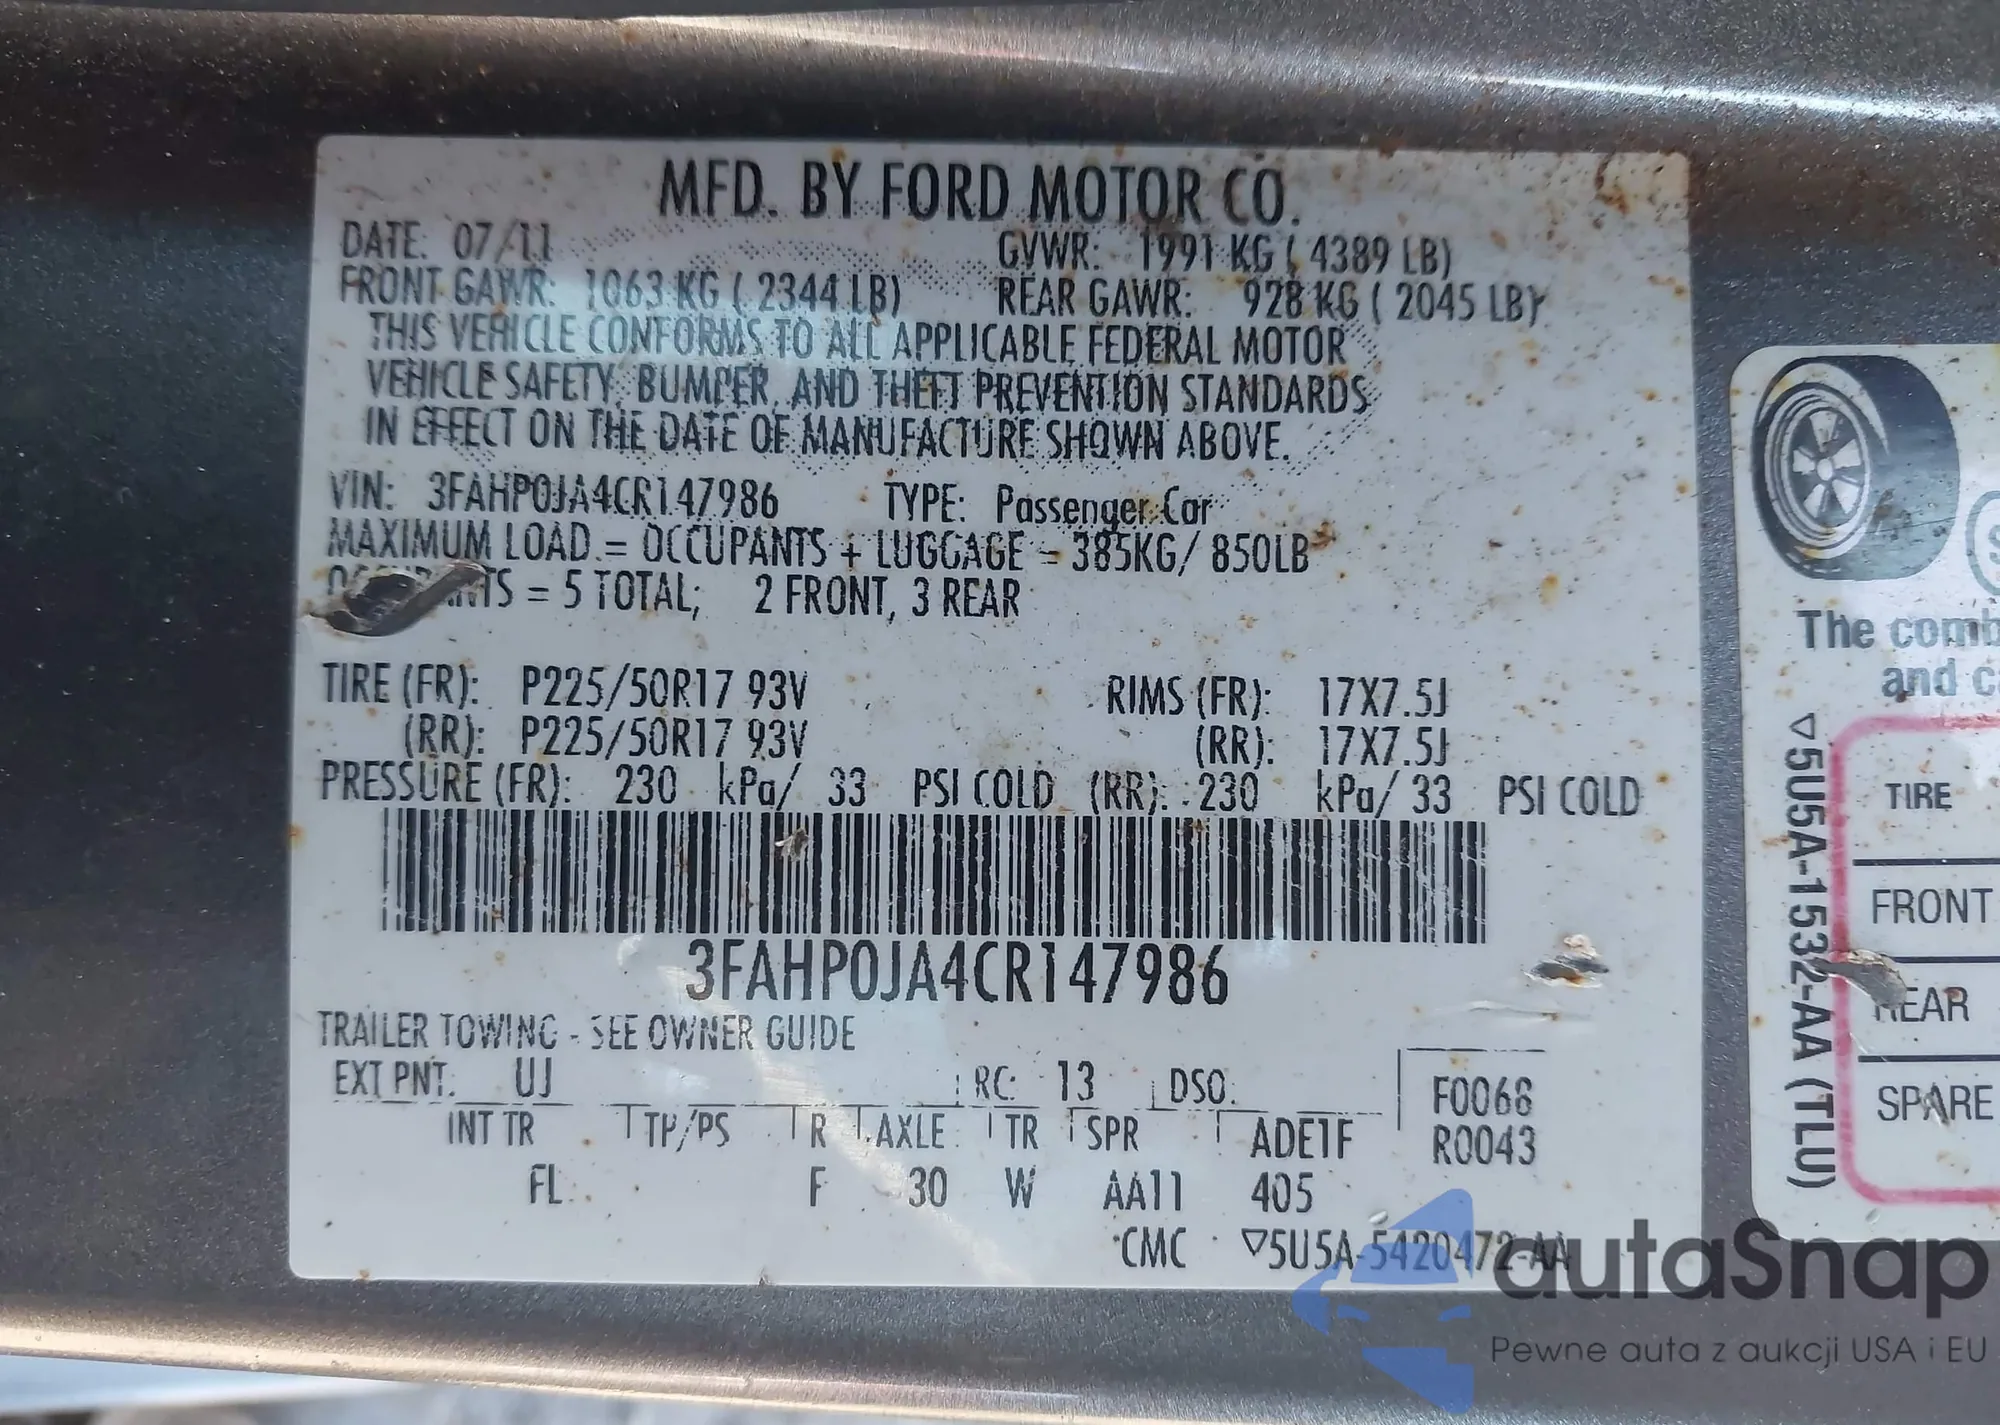 MFD. BY FORD MOTOR CO.
DATE: 07/11 GVWR: 1991 KG ( 4389 LB)
FRONT GAWR: 1063 KG ( 2344 LB) REAR GAWR: 928 KG ( 2045 LB)
THIS VEHICLE CONFORMS TO ALL APPLICABLE FEDERAL MOTOR
VEHICLE SAFETY, BUMPER, AND THEFT PREVENTION STANDARDS
IN EFFECT ON THE DATE OF MANUFACTURE SHOWN ABOVE.
VIN: 3FAHP0JA4CR147986 TYPE: Passenger Car
MAXIMUM LOAD = OCCUPANTS + LUGGAGE = 385KG/ 850LB
= 5 TOTAL; 2 FRONT, 3 REAR
TIRE (FR): P225/50R17 93V RIMS (FR): 17X7.5J
(RR): P225/50R17 93V (RR): 17X7.5J
PRESSURE (FR): 230 kPa/ 33 PSI COLD (RR): 230 kPa/ 33 PSI COLD
3FAHP0JA4CR147986
TRAILER TOWING - SEE OWNER GUIDE
EXT PNT: UJ RC: 13 DSO:
F0068
R0043
INT TR TP/PS R AXLE TR SPR ADE1F
FL F 30 W AA11 405
CMC ▽5U5A-5420472-AA
The
and
▽5U5A-1532-AA (TLU)
TIRE
FRONT
REAR
SPARE
autaSnap
Pewne auta z aukcji USA i EU